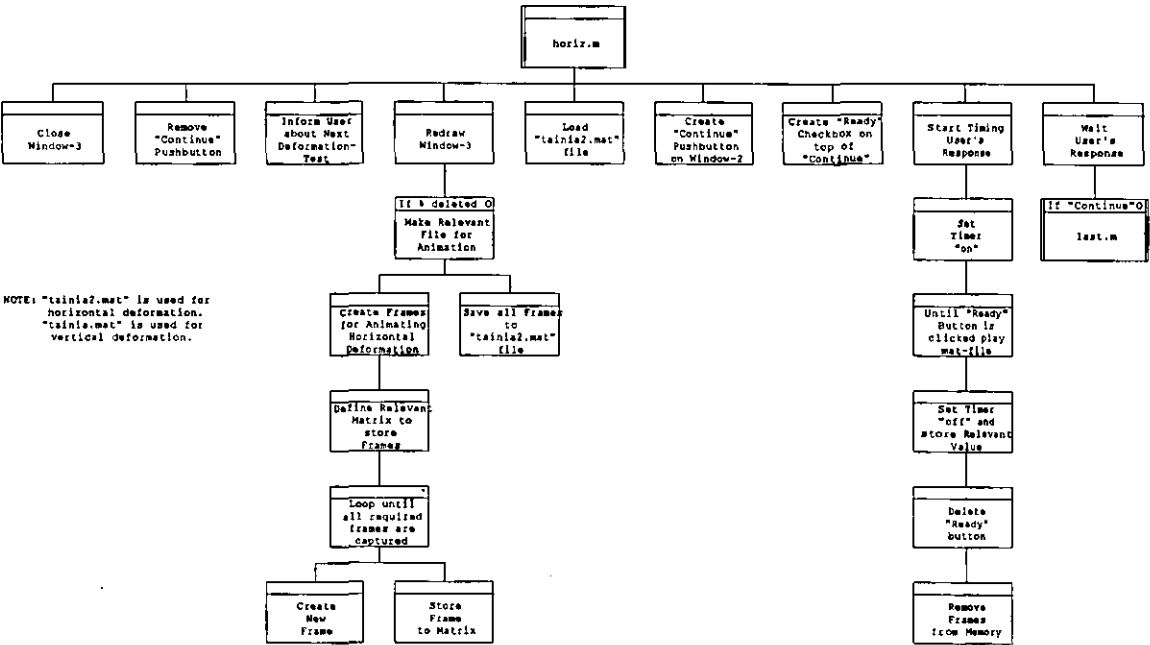 horiz.m
Close
Window-3
Remove
"Continue"
Pushbutton
Inform User
about Next
Deformation-
Test
Redraw
Window-3
Load
"tainia2.mat"
file
Create
"Continue"
Pushbutton
on Window-2
Create "Ready"
Checkbox on
top of
"Continue"
Start Timing
User's
Response
Wait
User's
Response
If % deleted O
Make Relevant
File for
Animation
Set
Timer
"on"
If "Continue"O
last.m
NOTE: "tainia2.mat" is used for
horizontal deformation.
"tainia.mat" is used for
vertical deformation.
Create Frames
for Animating
Horizontal
Deformation
Save all Frames
to
"tainia2.mat"
file
Until "Ready"
Button is
clicked play
mat-file
Define Relevant
Matrix to
store
Frames
Set Timer
"off" and
store Relevant
Value
Loop until
all required
frames are
captured
Delete
"Ready"
button
Create
New
Frame
Store
Frame
to Matrix
Remove
Frames
from Memory